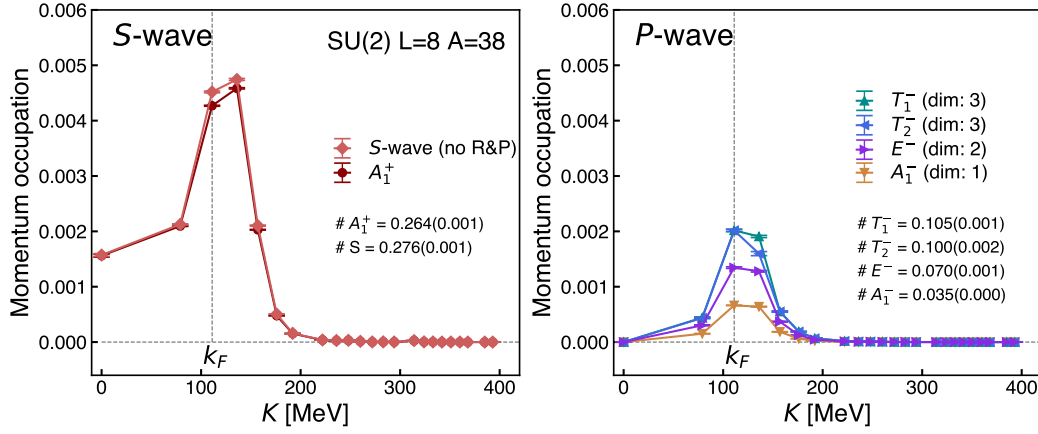 S-wave
SU(2) L=8 A=38
Momentum occupation
0.006
0.005
0.004
0.003
0.002
0.001
0.000
S-wave (no R&P)
A₁⁺
# A₁⁺ = 0.264(0.001)
# S = 0.276(0.001)
k_F
0 100 200 300 400
K [MeV]
P-wave
Momentum occupation
0.006
0.005
0.004
0.003
0.002
0.001
0.000
T₁⁻ (dim: 3)
T₂⁻ (dim: 3)
E⁻ (dim: 2)
A₁⁻ (dim: 1)
# T₁⁻ = 0.105(0.001)
# T₂⁻ = 0.100(0.002)
# E⁻ = 0.070(0.001)
# A₁⁻ = 0.035(0.000)
k_F
0 100 200 300 400
K [MeV]